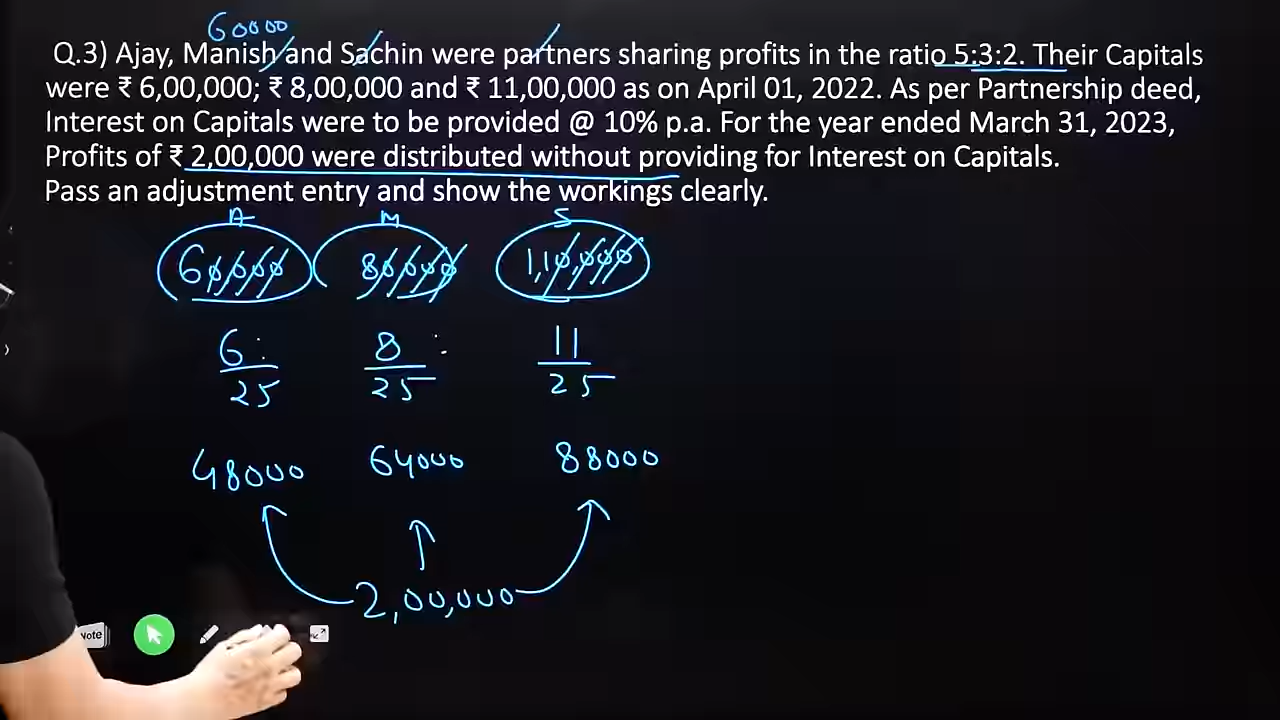 60000
Q.3) Ajay, Manish and Sachin were partners sharing profits in the ratio 5:3:2. Their Capitals
were ₹ 6,00,000; ₹ 8,00,000 and ₹ 11,00,000 as on April 01, 2022. As per Partnership deed,
Interest on Capitals were to be provided @ 10% p.a. For the year ended March 31, 2023,
Profits of ₹ 2,00,000 were distributed without providing for Interest on Capitals.
Pass an adjustment entry and show the workings clearly.
A M S
60,000 80,000 1,10,000
6 : 8 : 11
25 25 25
48000 64000 88000
2,00,000
Note